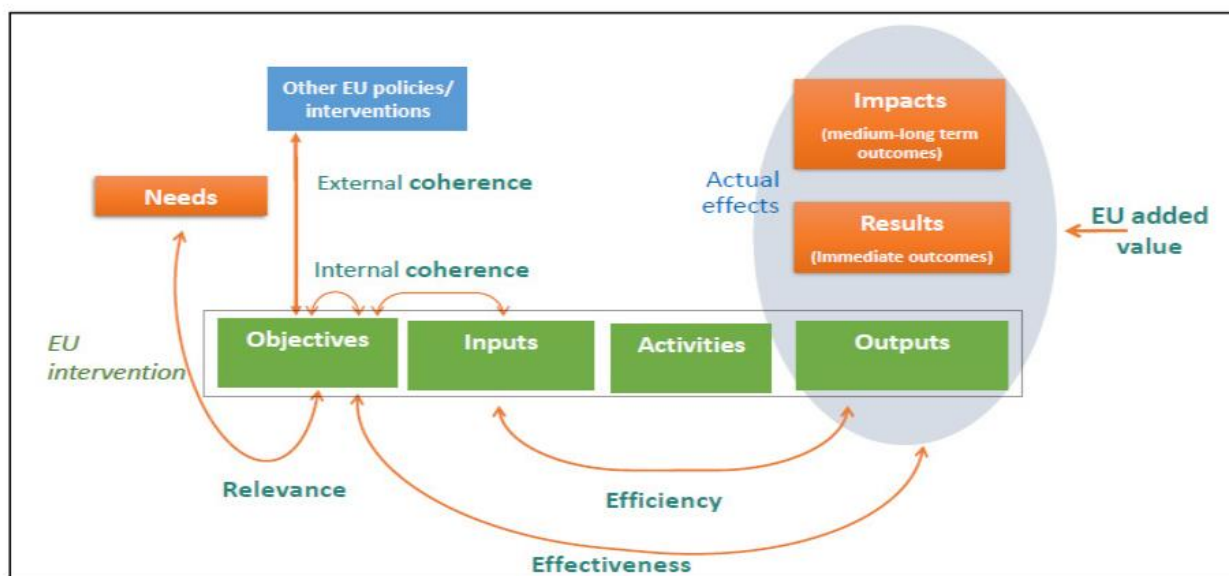 Other EU policies/
interventions
Impacts
(medium-long term
outcomes)
Needs
External coherence
Actual
effects
Results
(Immediate outcomes)
EU added
value
Internal coherence
EU
intervention
Objectives
Inputs
Activities
Outputs
Relevance
Efficiency
Effectiveness